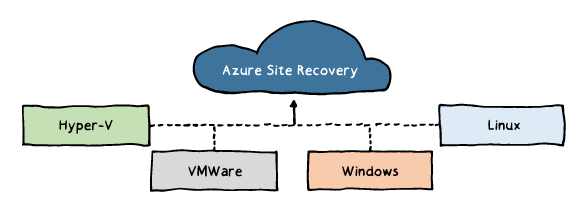 Azure Site Recovery
Hyper-V
Linux
VMWare
Windows